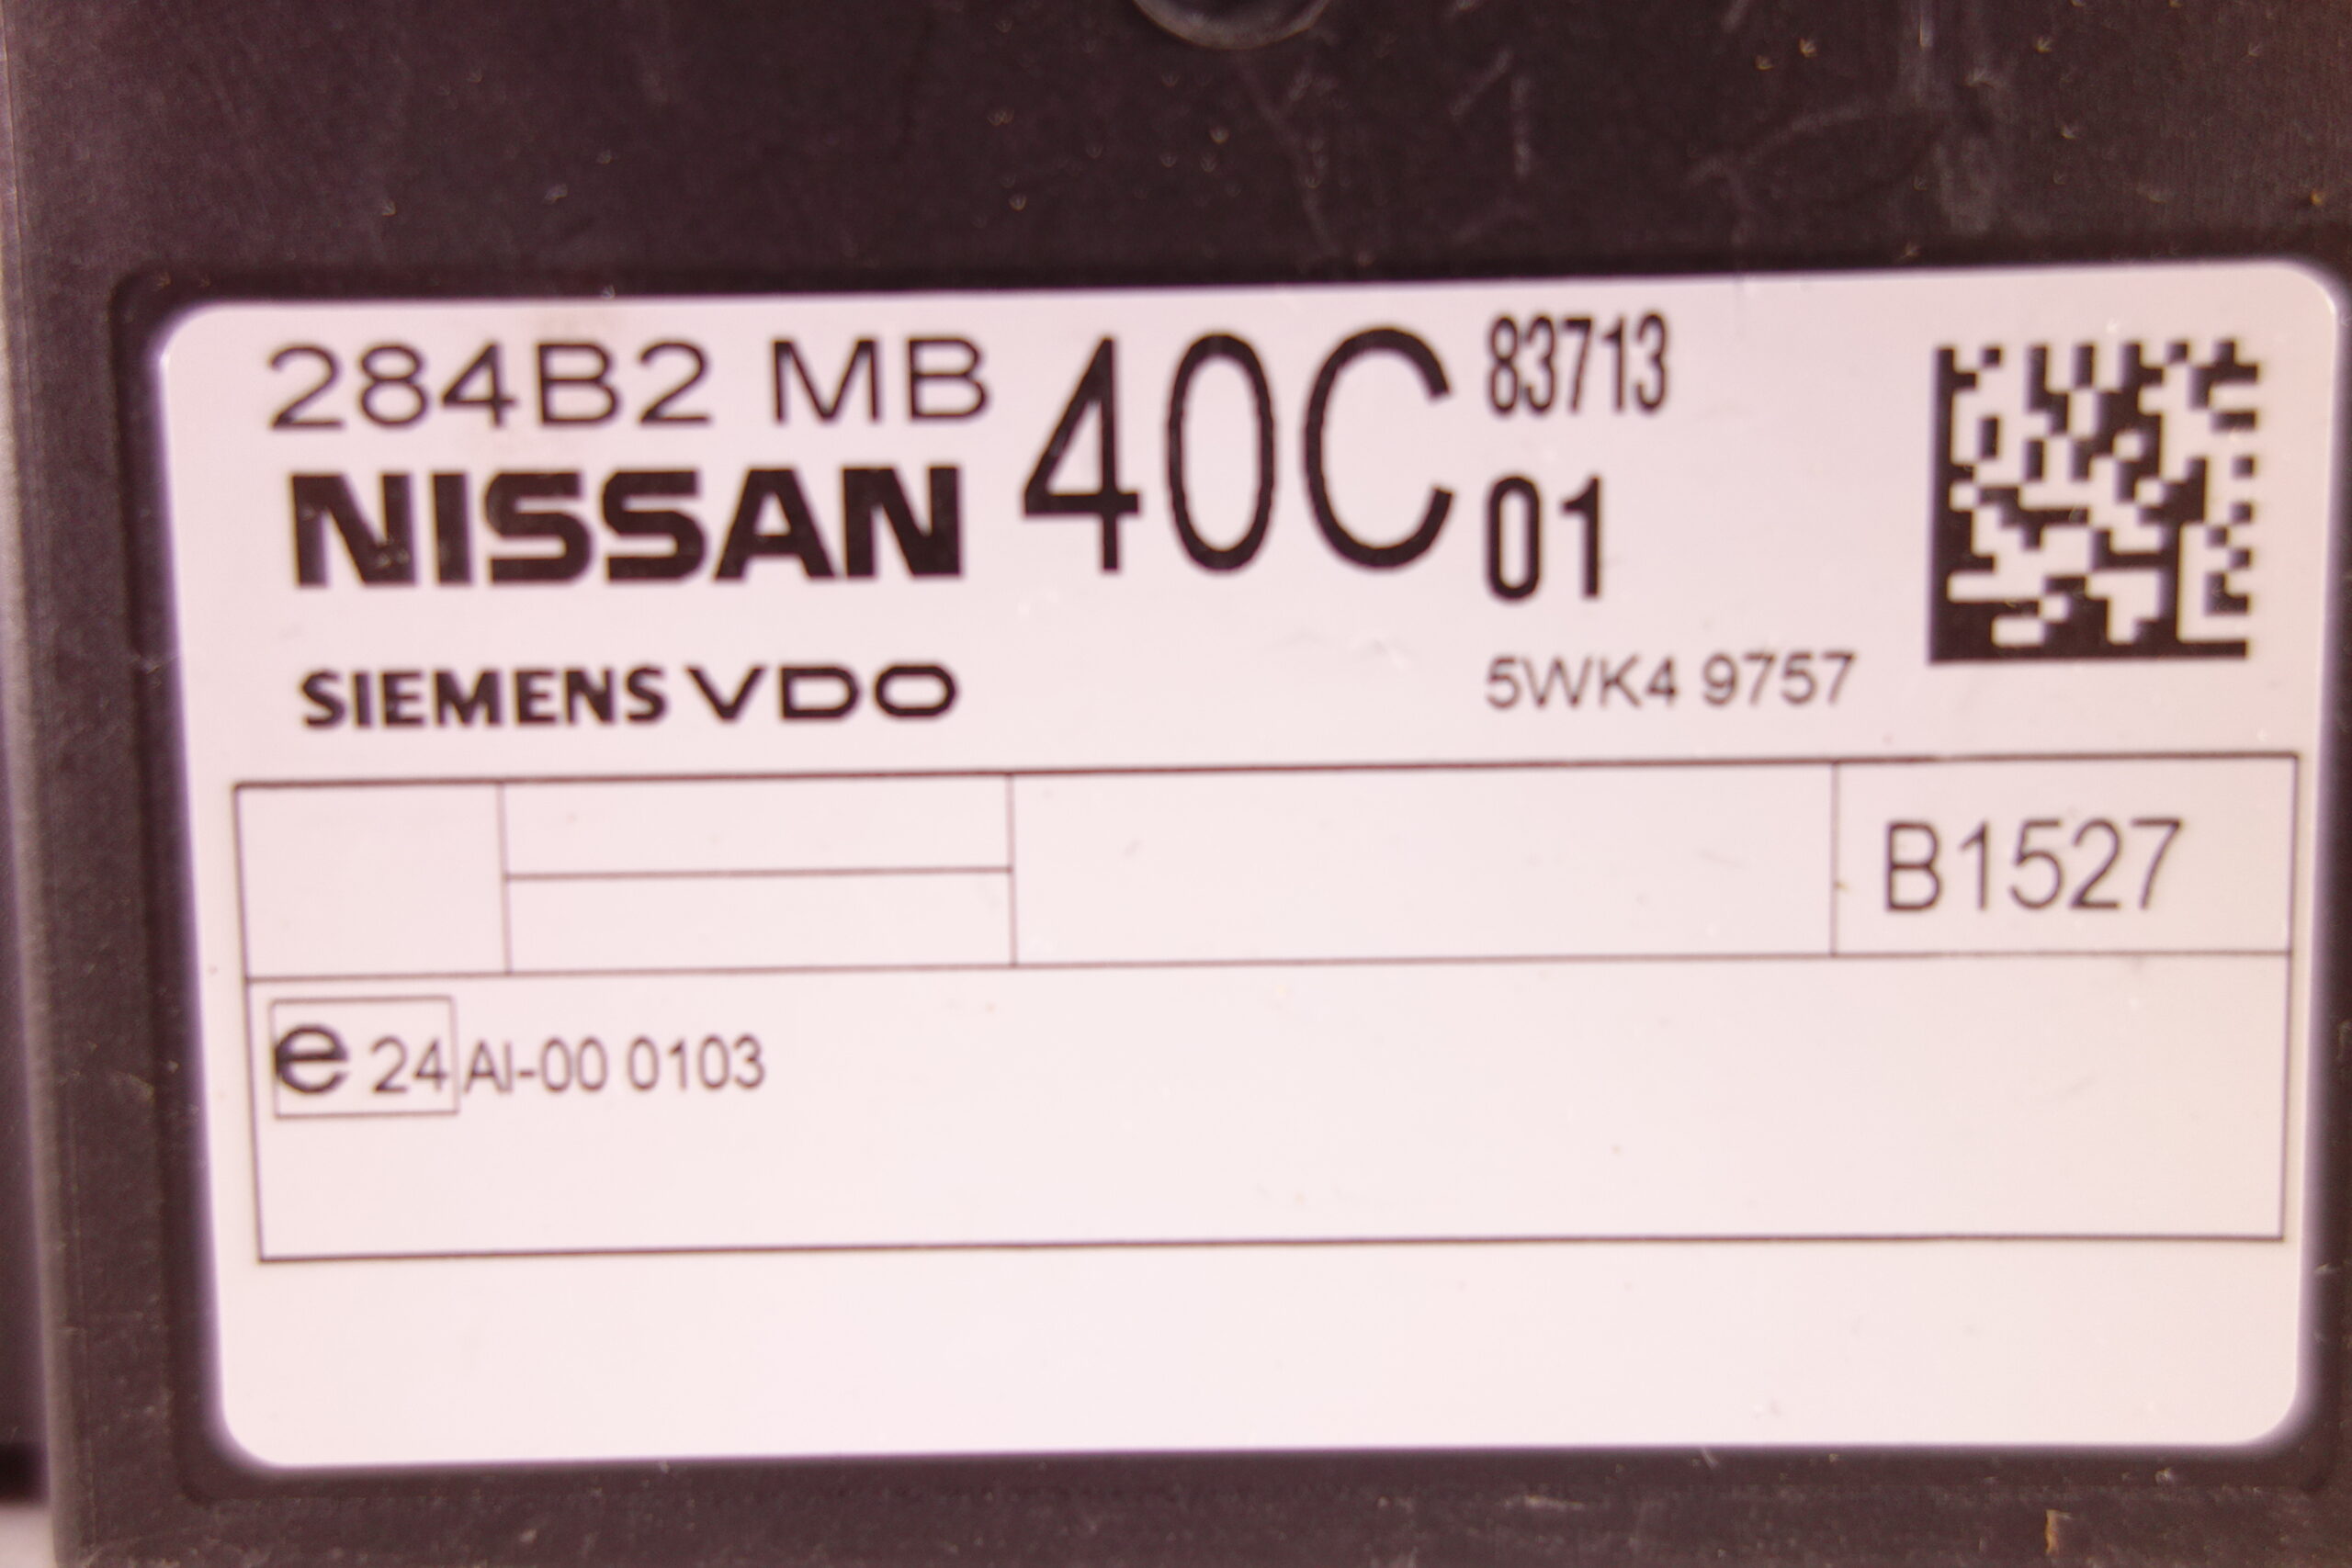 284B2 MB 40C 83713
NISSAN 01
SIEMENS VDO 5WK4 9757
B1527
e 24 AI-00 0103